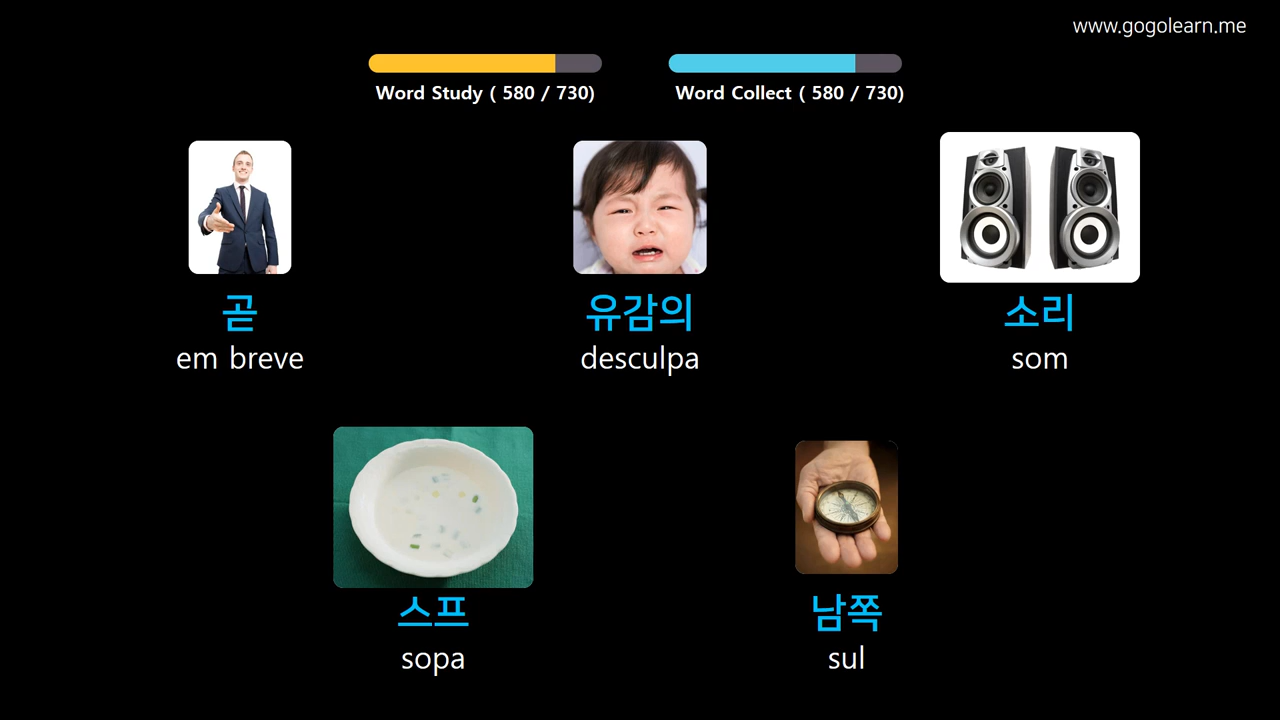 www.gogolearn.me
Word Study ( 580 / 730)
Word Collect ( 580 / 730)
곧
em breve
유감의
desculpa
소리
som
스프
sopa
남쪽
sul